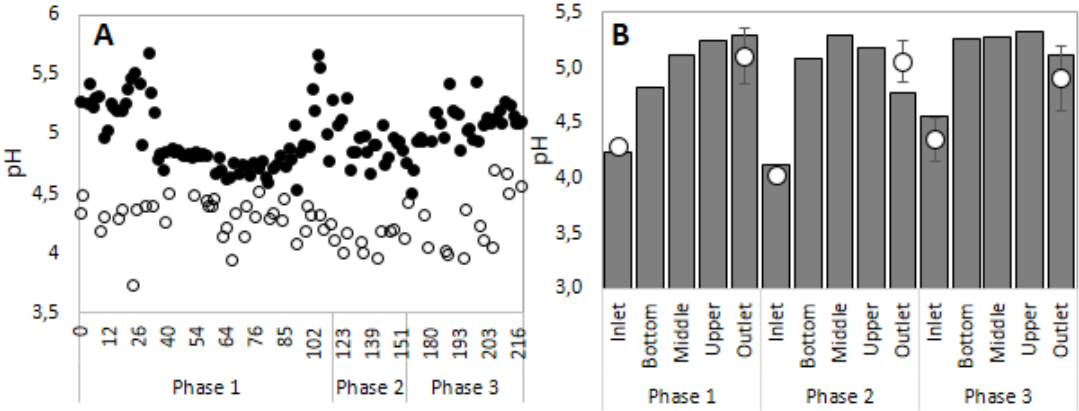 A
6
5,5
5
4,5
4
3,5
pH
0 12 26 40 54 64 76 85 102 123 139 151 180 193 203 216
Phase 1 Phase 2 Phase 3
B
5,5
5,0
4,5
4,0
3,5
3,0
pH
Inlet Bottom Middle Upper Outlet Inlet Bottom Middle Upper Outlet Inlet Bottom Middle Upper Outlet
Phase 1 Phase 2 Phase 3